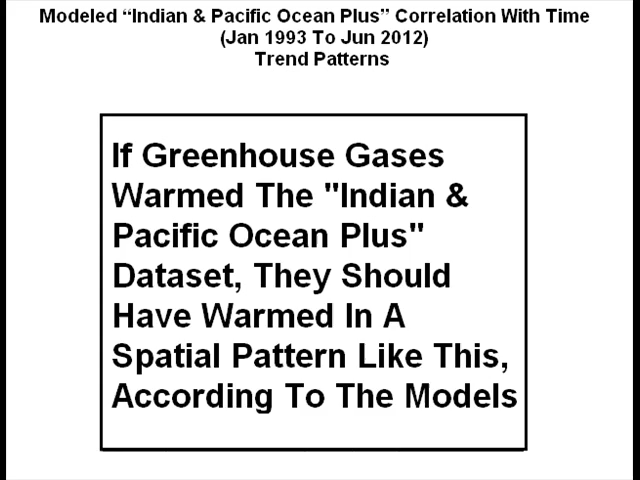 Modeled “Indian & Pacific Ocean Plus” Correlation With Time
(Jan 1993 To Jun 2012)
Trend Patterns
If Greenhouse Gases
Warmed The "Indian &
Pacific Ocean Plus"
Dataset, They Should
Have Warmed In A
Spatial Pattern Like This,
According To The Models